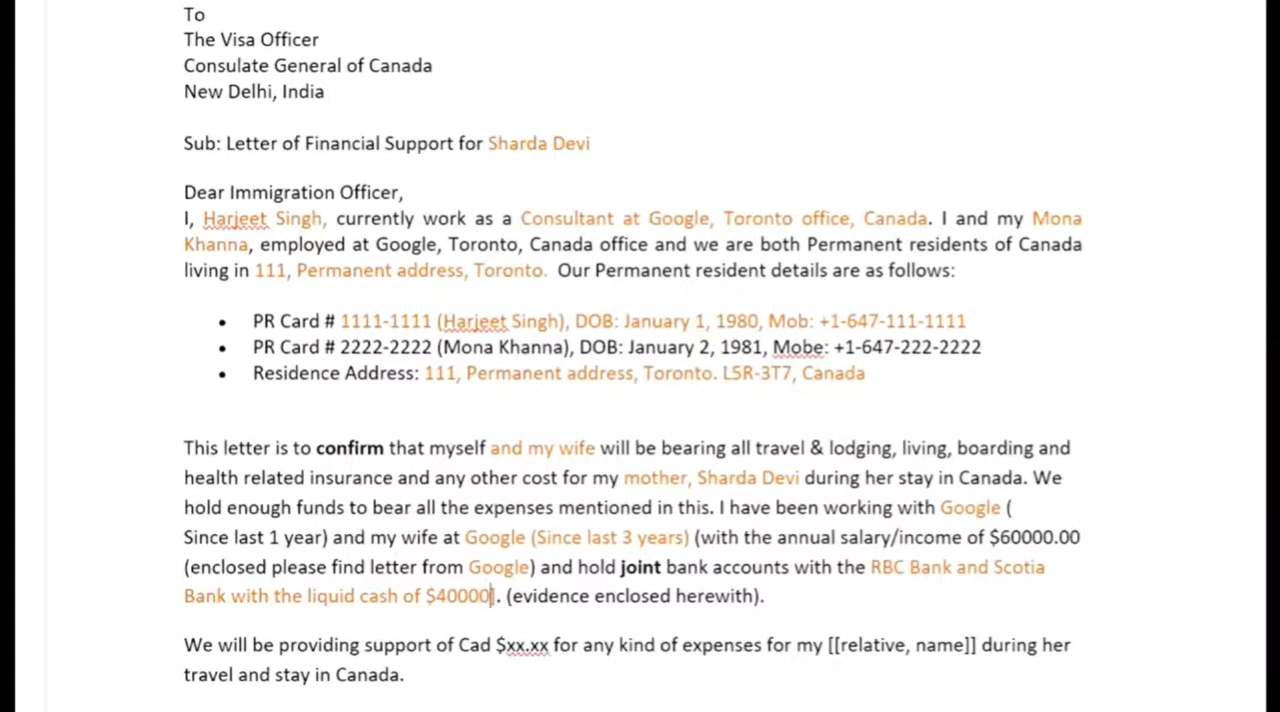 To
The Visa Officer
Consulate General of Canada
New Delhi, India
Sub: Letter of Financial Support for Sharda Devi
Dear Immigration Officer,
I, Harjeet Singh, currently work as a Consultant at Google, Toronto office, Canada. I and my Mona
Khanna, employed at Google, Toronto, Canada office and we are both Permanent residents of Canada
living in 111, Permanent address, Toronto. Our Permanent resident details are as follows:
• PR Card # 1111-1111 (Harjeet Singh), DOB: January 1, 1980, Mob: +1-647-111-1111
• PR Card # 2222-2222 (Mona Khanna), DOB: January 2, 1981, Mobe: +1-647-222-2222
• Residence Address: 111, Permanent address, Toronto. L5R-3T7, Canada
This letter is to confirm that myself and my wife will be bearing all travel & lodging, living, boarding and
health related insurance and any other cost for my mother, Sharda Devi during her stay in Canada. We
hold enough funds to bear all the expenses mentioned in this. I have been working with Google (
Since last 1 year) and my wife at Google (Since last 3 years) (with the annual salary/income of $60000.00
(enclosed please find letter from Google) and hold joint bank accounts with the RBC Bank and Scotia
Bank with the liquid cash of $40000]. (evidence enclosed herewith).
We will be providing support of Cad $xx.xx for any kind of expenses for my [[relative, name]] during her
travel and stay in Canada.